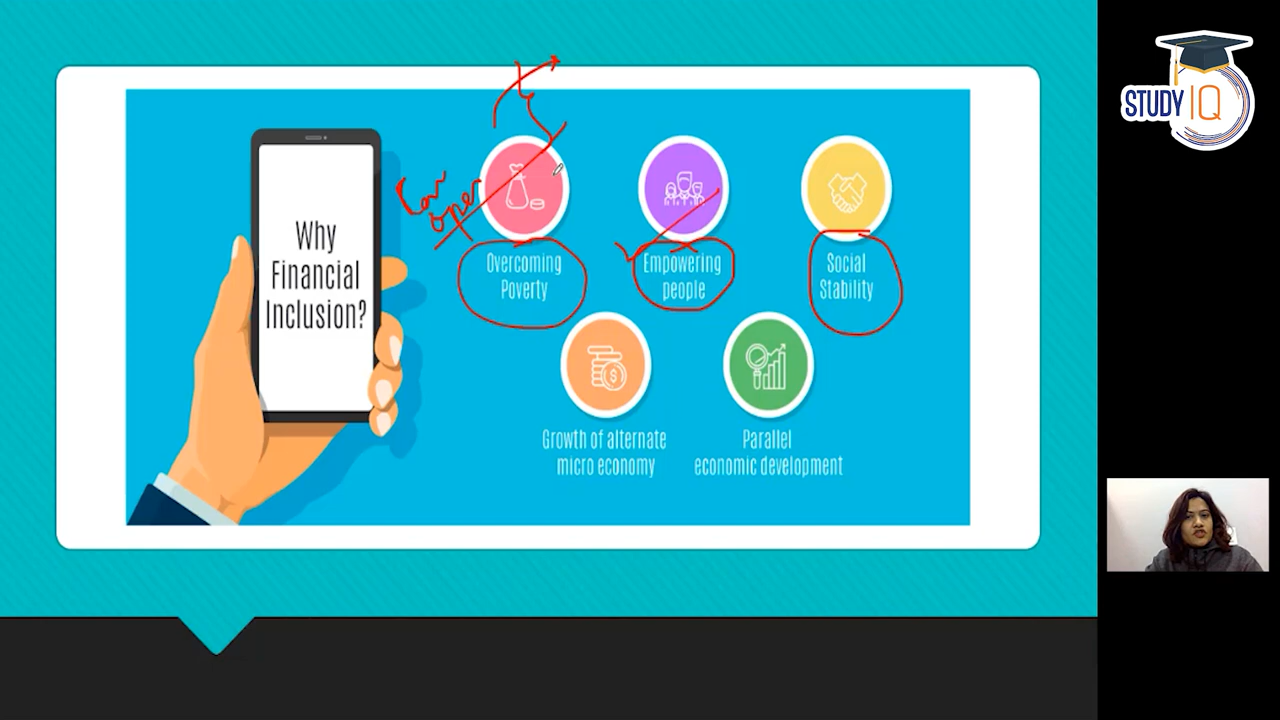 STUDY IQ
Why
Financial
Inclusion?
Overcoming
Poverty
Empowering
people
Social
Stability
Growth of alternate
micro economy
Parallel
economic development